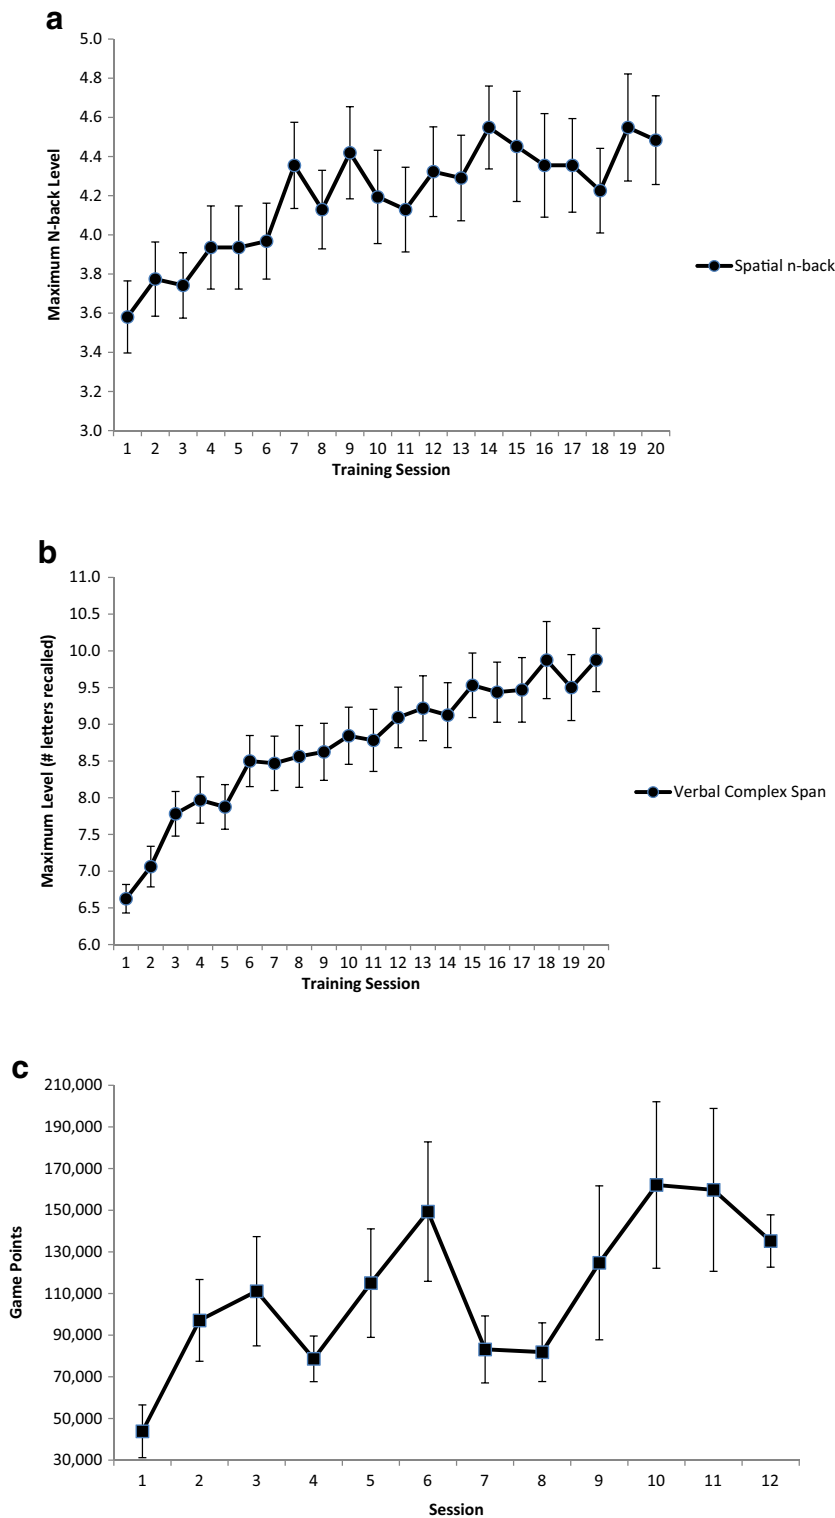 a
5.0
4.8
4.6
4.4
4.2
4.0
3.8
3.6
3.4
3.2
3.0
Maximum N-back Level
1 2 3 4 5 6 7 8 9 10 11 12 13 14 15 16 17 18 19 20
Training Session
Spatial n-back
b
11.0
10.5
10.0
9.5
9.0
8.5
8.0
7.5
7.0
6.5
6.0
Maximum Level (# letters recalled)
1 2 3 4 5 6 7 8 9 10 11 12 13 14 15 16 17 18 19 20
Training Session
Verbal Complex Span
c
210,000
190,000
170,000
150,000
130,000
110,000
90,000
70,000
50,000
30,000
Game Points
1 2 3 4 5 6 7 8 9 10 11 12
Session